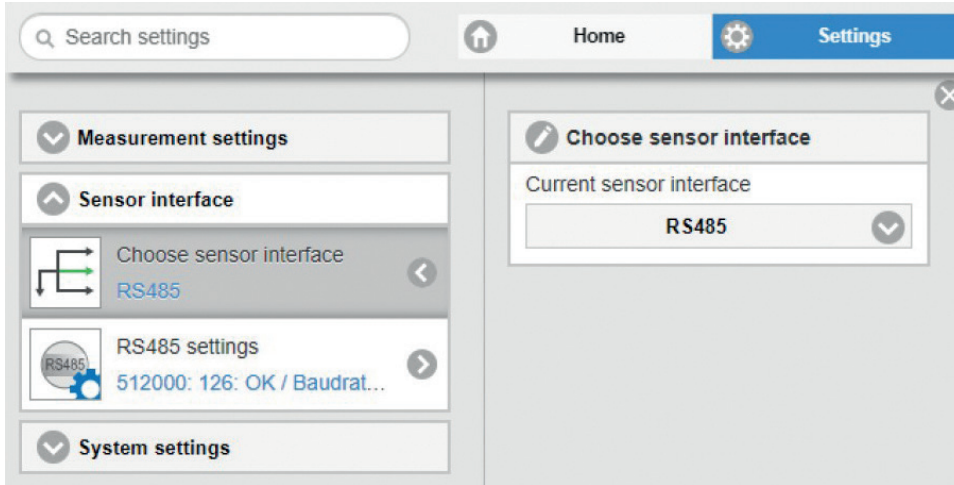 Search settings
Home
Settings
Measurement settings
Sensor interface
Choose sensor interface
RS485
RS485
RS485 settings
512000: 126: OK / Baudrat...
System settings
Choose sensor interface
Current sensor interface
RS485